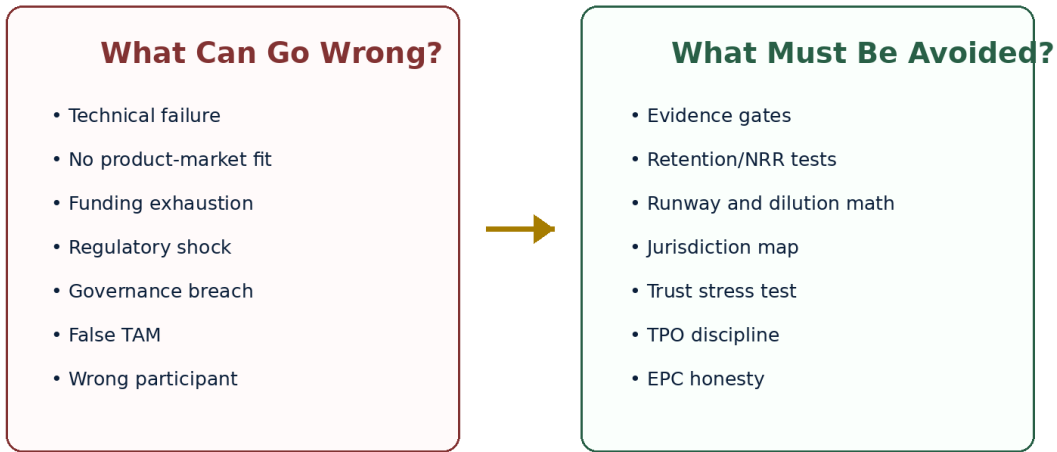 What Can Go Wrong?
• Technical failure
• No product-market fit
• Funding exhaustion
• Regulatory shock
• Governance breach
• False TAM
• Wrong participant
What Must Be Avoided?
• Evidence gates
• Retention/NRR tests
• Runway and dilution math
• Jurisdiction map
• Trust stress test
• TPO discipline
• EPC honesty